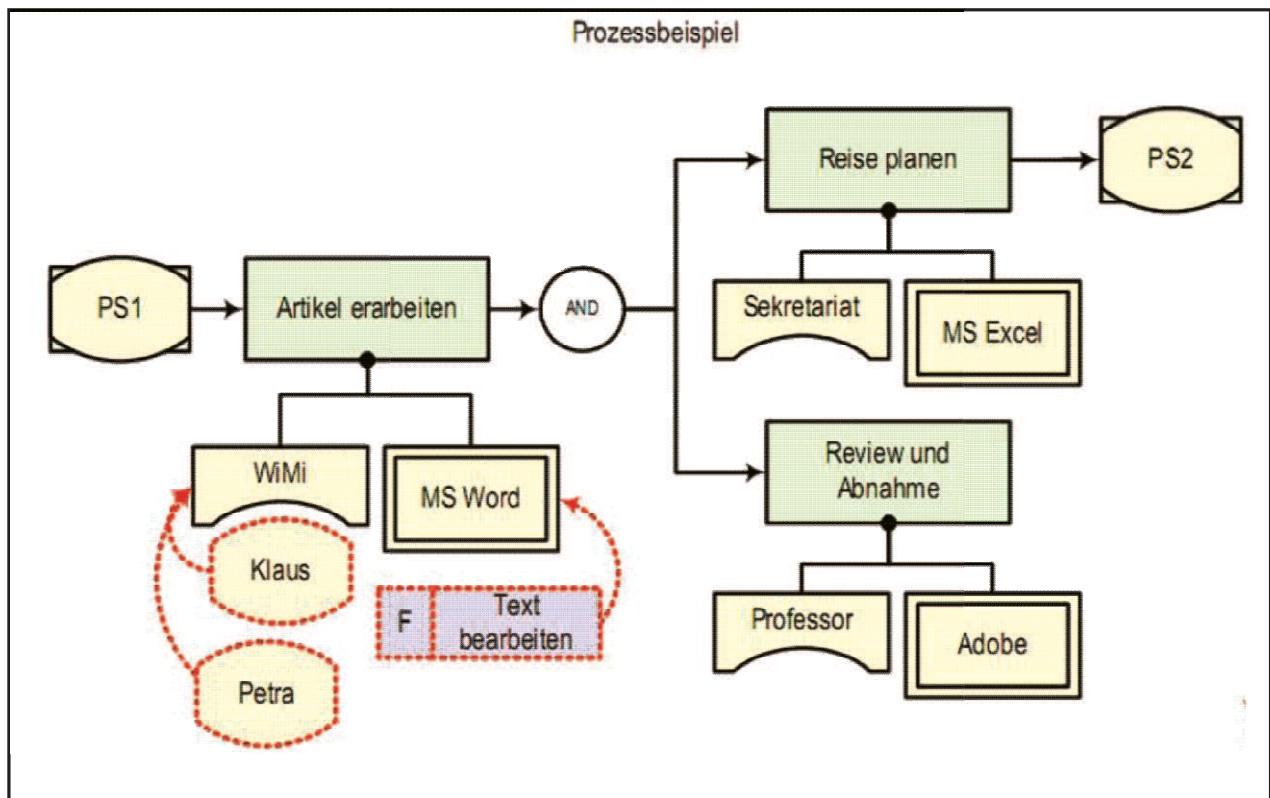 Prozessbeispiel
Reise planen
PS2
PS1
Artikel erarbeiten
AND
Sekretariat
MS Excel
WiMi
MS Word
Review und
Abnahme
Klaus
F
Text
bearbeiten
Professor
Adobe
Petra